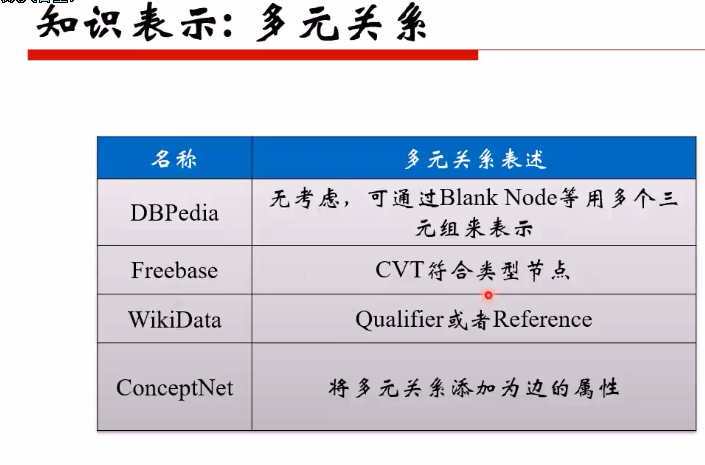 知识表示: 多元关系
名称 多元关系表述
DBPedia 无考虑，可通过Blank Node等用多个三
元组来表示
Freebase CVT符合类型节点
WikiData Qualifier或者Reference
ConceptNet 将多元关系添加为边的属性